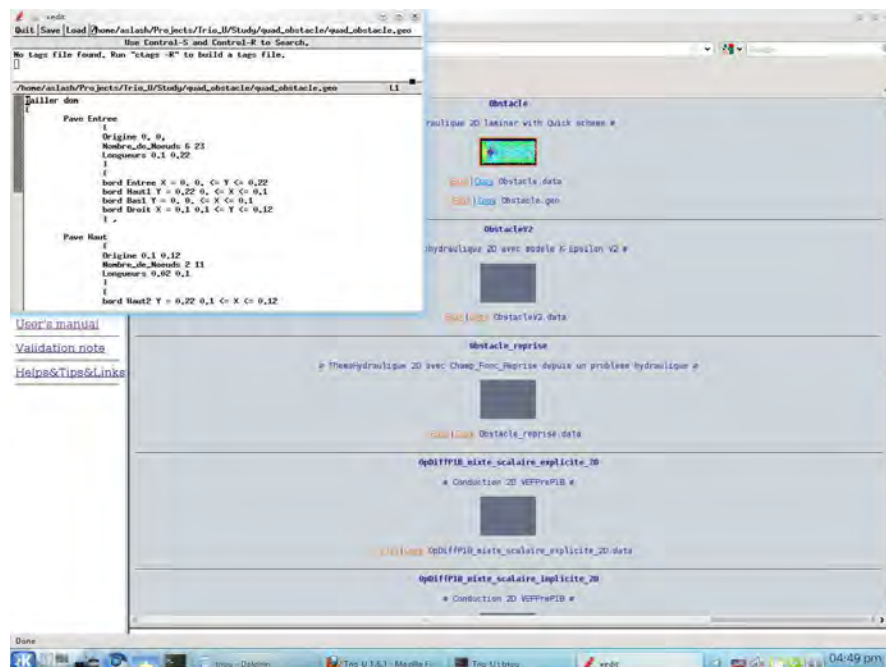 xedit
Quit Save Load /home/aslash/Projects/Trio_U/Study/quad_obstacle/quad_obstacle.geo
Use Control-S and Control-R to Search.
No tags file found. Run "ctags -R" to build a tags file.
/home/aslash/Projects/Trio_U/Study/quad_obstacle/quad_obstacle.geo L1
Mailler dom
{
Pave Entree
{
Origine 0. 0.
Nombre_de_Noeuds 6 23
Longueurs 0.1 0.22
}
{
bord Entree X = 0. 0. <= Y <= 0.22
bord Haut1 Y = 0.22 0. <= X <= 0.1
bord Bas1 Y = 0. 0. <= X <= 0.1
bord Droit X = 0.1 0.1 <= Y <= 0.12
} ,
Pave Haut
{
Origine 0.1 0.12
Nombre_de_Noeuds 2 11
Longueurs 0.02 0.1
}
{
bord Haut2 Y = 0.22 0.1 <= X <= 0.12
User's manual
Validation note
Helps&Tips&Links
Obstacle
raulique 2D laminar with Quick scheme #
Copy Obstacle.data
Copy Obstacle.geo
ObstacleV2
hydraulique 2D avec modele K epsilon V2 #
ObstacleV2.data
Obstacle_reprise
# ThermoHydraulique 2D avec Champ_Fonc_Reprise depuis un probleme hydraulique #
Obstacle_reprise.data
OpDiffP1B_mixte_scalaire_explicite_2D
# Conduction 2D VEFPreP1B #
OpDiffP1B_mixte_scalaire_explicite_2D.data
OpDiffP1B_mixte_scalaire_implicite_2D
# Conduction 2D VEFPreP1B #
Done
xedit
04:49 pm